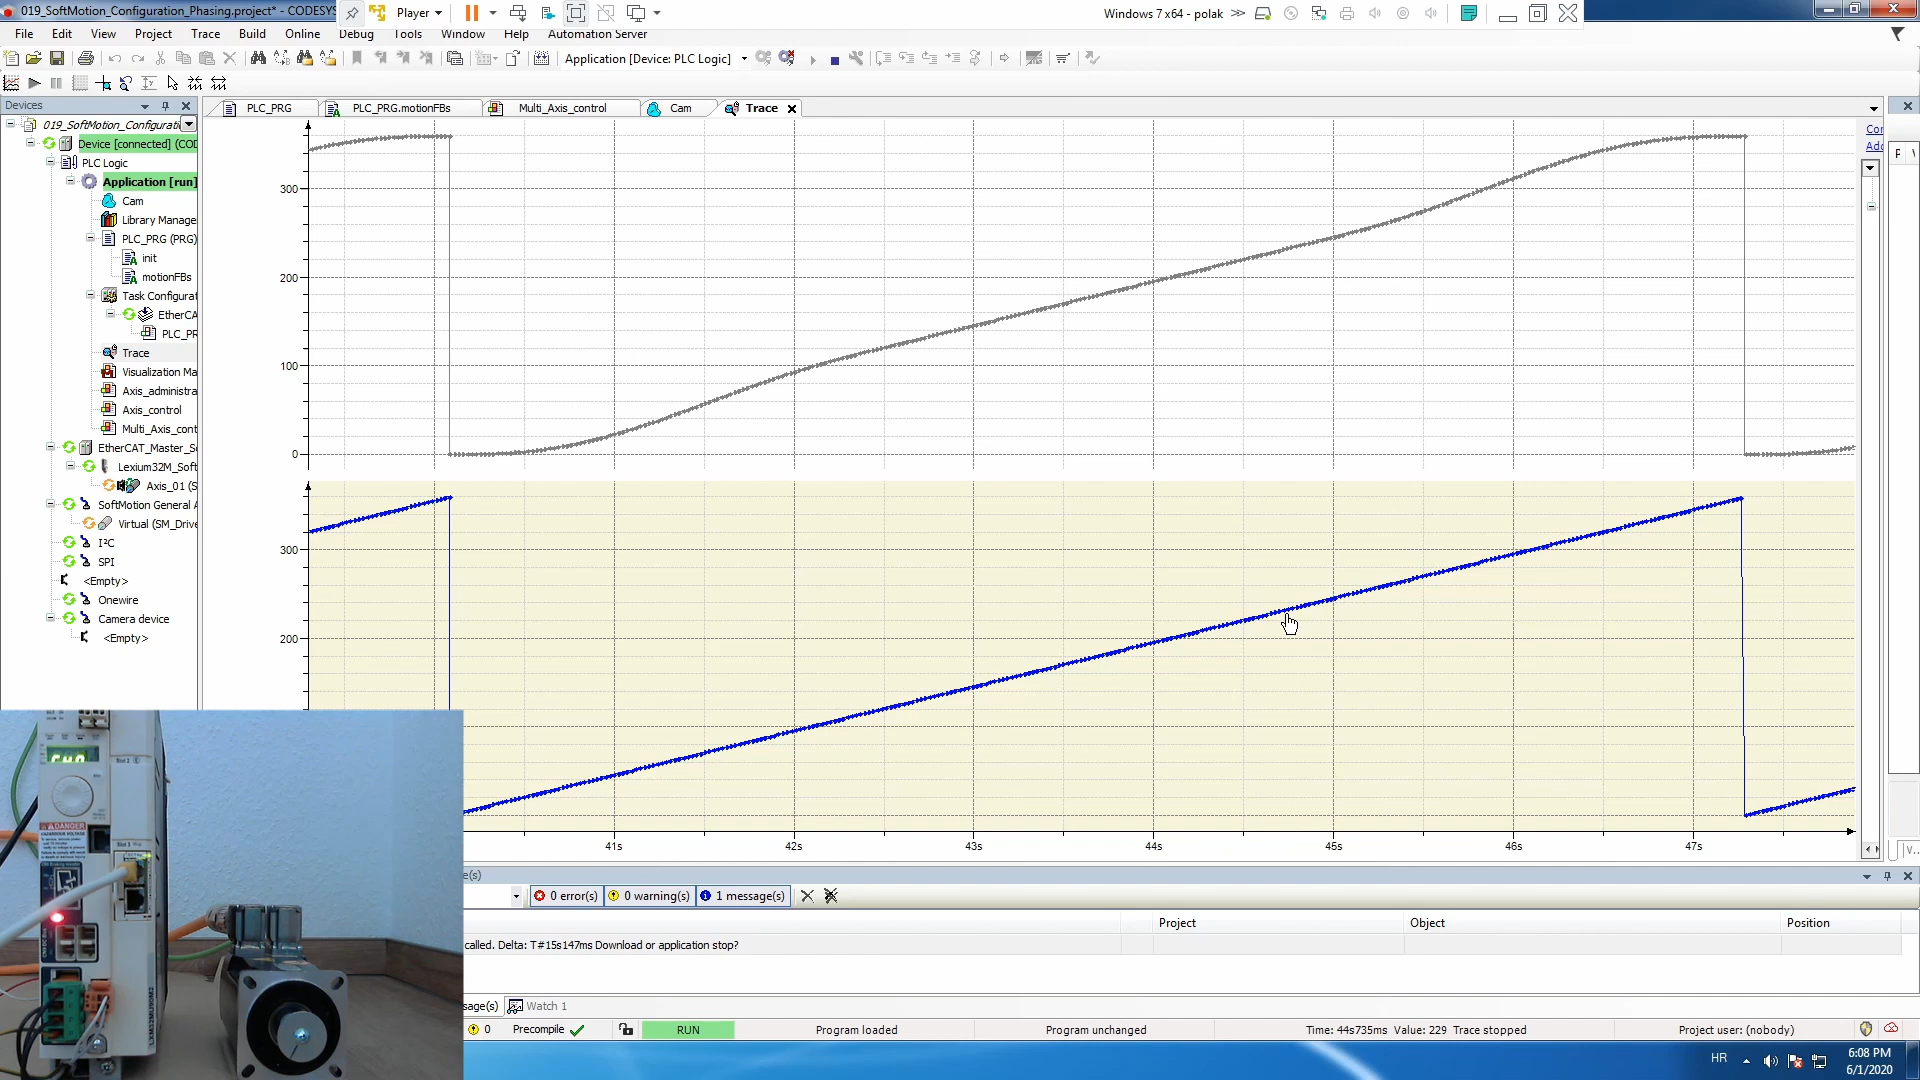 019_SoftMotion_Configuration_Phasing.project* - CODESYS
Player
Windows 7 x64 - polak
File Edit View Project Trace Build Online Debug Tools Window Help Automation Server
Application [Device: PLC Logic]
Devices
PLC_PRG
PLC_PRG.motionFBs
Multi_Axis_control
Cam
Trace
019_SoftMotion_Configurati
Device [connected] (COD
PLC Logic
Application [run]
Cam
Library Manage
PLC_PRG (PRG)
init
motionFBs
Task Configurat
EtherCA
PLC_PR
Trace
Visualization Ma
Axis_administra
Axis_control
Multi_Axis_cont
EtherCAT_Master_So
Lexium32M_Soft
Axis_01 (S
SoftMotion General A
Virtual (SM_Drive
I²C
SPI
<Empty>
Onewire
Camera device
<Empty>
Con
Add
P
300
200
100
0
300
200
41s 42s 43s 44s 45s 46s 47s
DANGER
V..
e(s)
0 error(s) 0 warning(s) 1 message(s)
Project Object Position
called. Delta: T#15s147ms Download or application stop?
sage(s) Watch 1
0 Precompile RUN Program loaded Program unchanged Time: 44s735ms Value: 229 Trace stopped Project user: (nobody)
HR
6:08 PM
6/1/2020